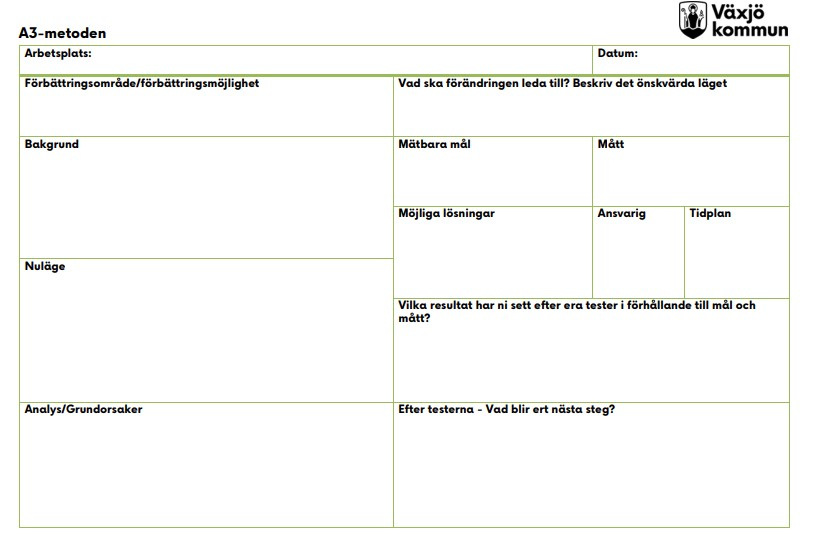 A3-metoden
Växjö
kommun
Arbetsplats:
Datum:
Förbättringsområde/förbättringsmöjlighet
Vad ska förändringen leda till? Beskriv det önskvärda läget
Bakgrund
Mätbara mål
Mått
Möjliga lösningar
Ansvarig
Tidplan
Nuläge
Vilka resultat har ni sett efter era tester i förhållande till mål och
mått?
Analys/Grundorsaker
Efter testerna - Vad blir ert nästa steg?